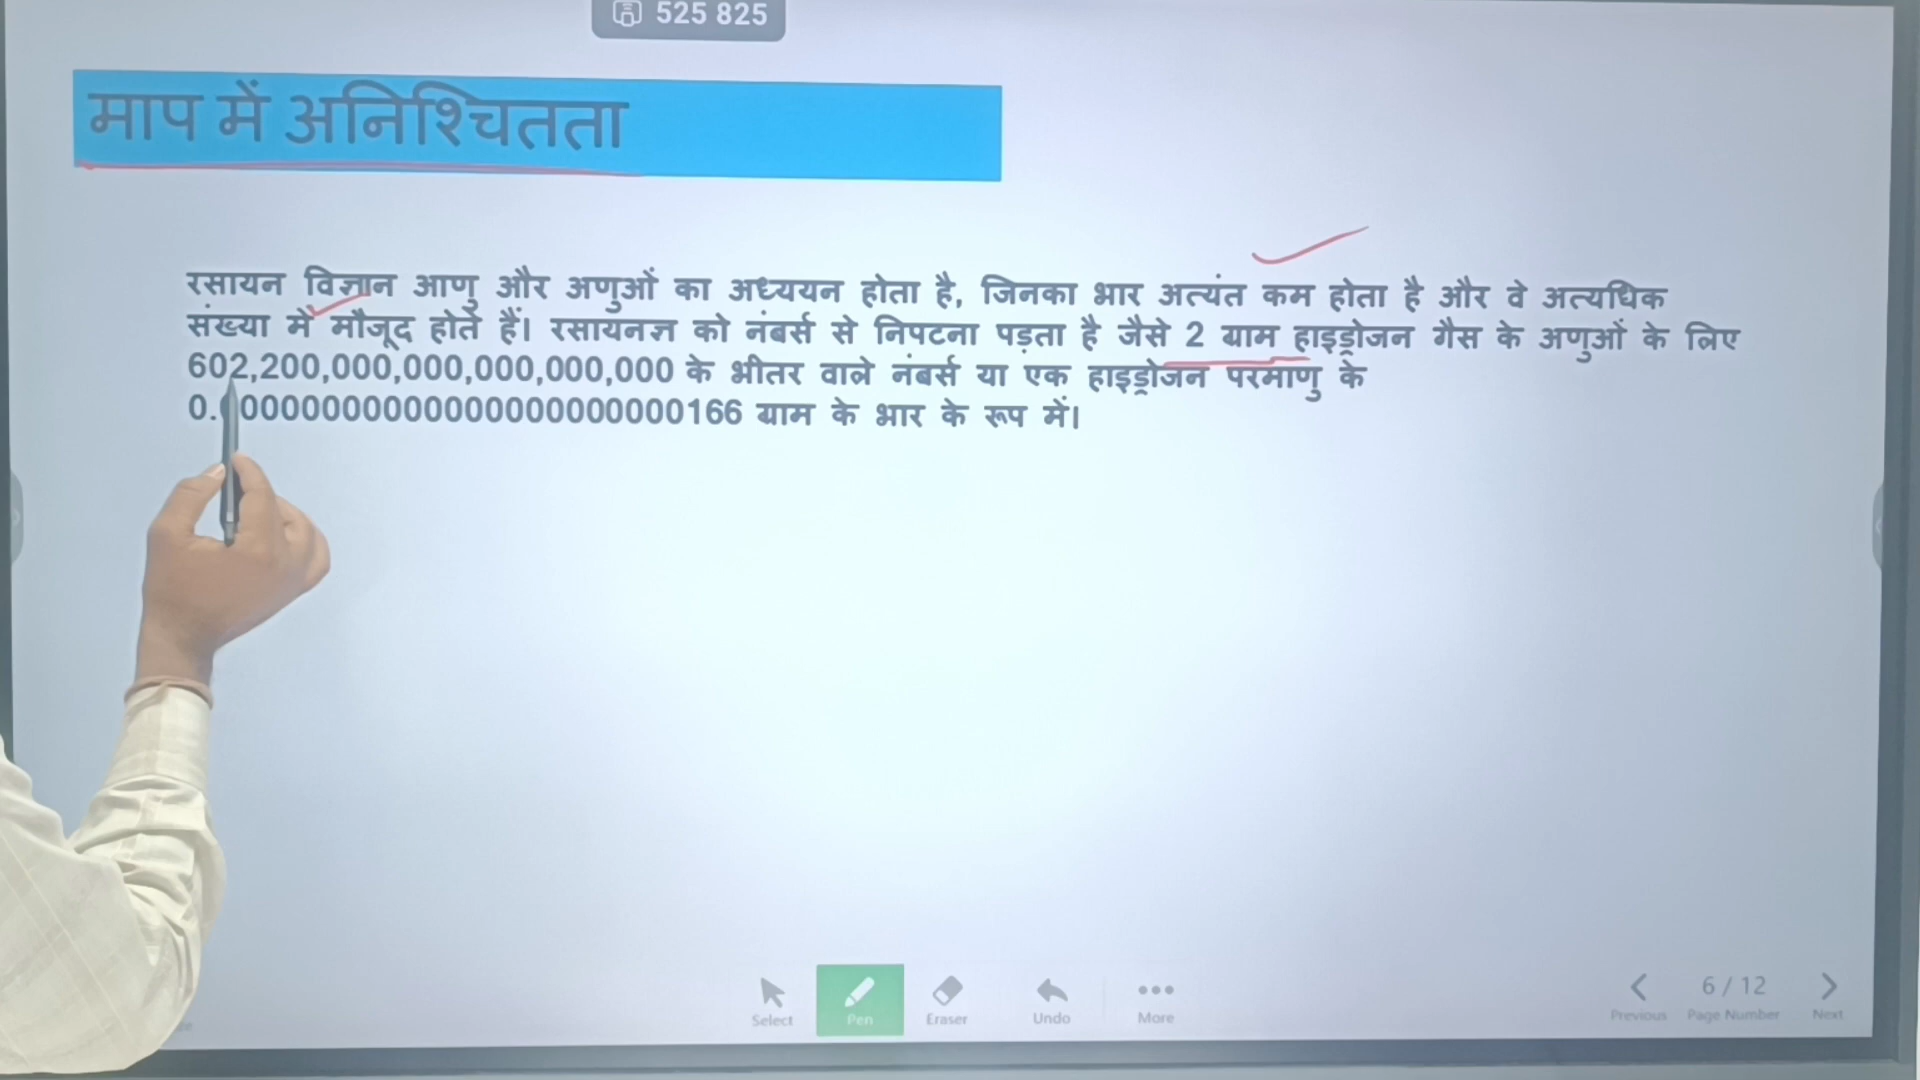 525 825
माप में अनिश्चितता
रसायन विज्ञान आणु और अणुओं का अध्ययन होता है, जिनका भार अत्यंत कम होता है और वे अत्यधिक
संख्या में मौजूद होते हैं। रसायनज्ञ को नंबर्स से निपटना पड़ता है जैसे 2 ग्राम हाइड्रोजन गैस के अणुओं के लिए
602,200,000,000,000,000,000 के भीतर वाले नंबर्स या एक हाइड्रोजन परमाणु के
ग्राम के भार के रूप में।
Select Pen Eraser Undo More
6 / 12
Previous Page Number Next